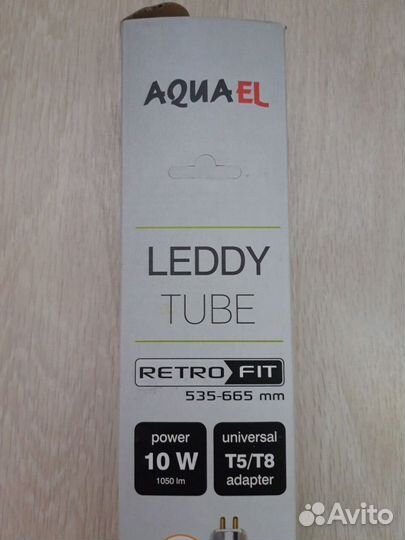 AQUAEL
LEDDY
TUBE
RETRO FIT
535-665 mm
power
10 W
1050 lm
universal
T5/T8
adapter
Avito